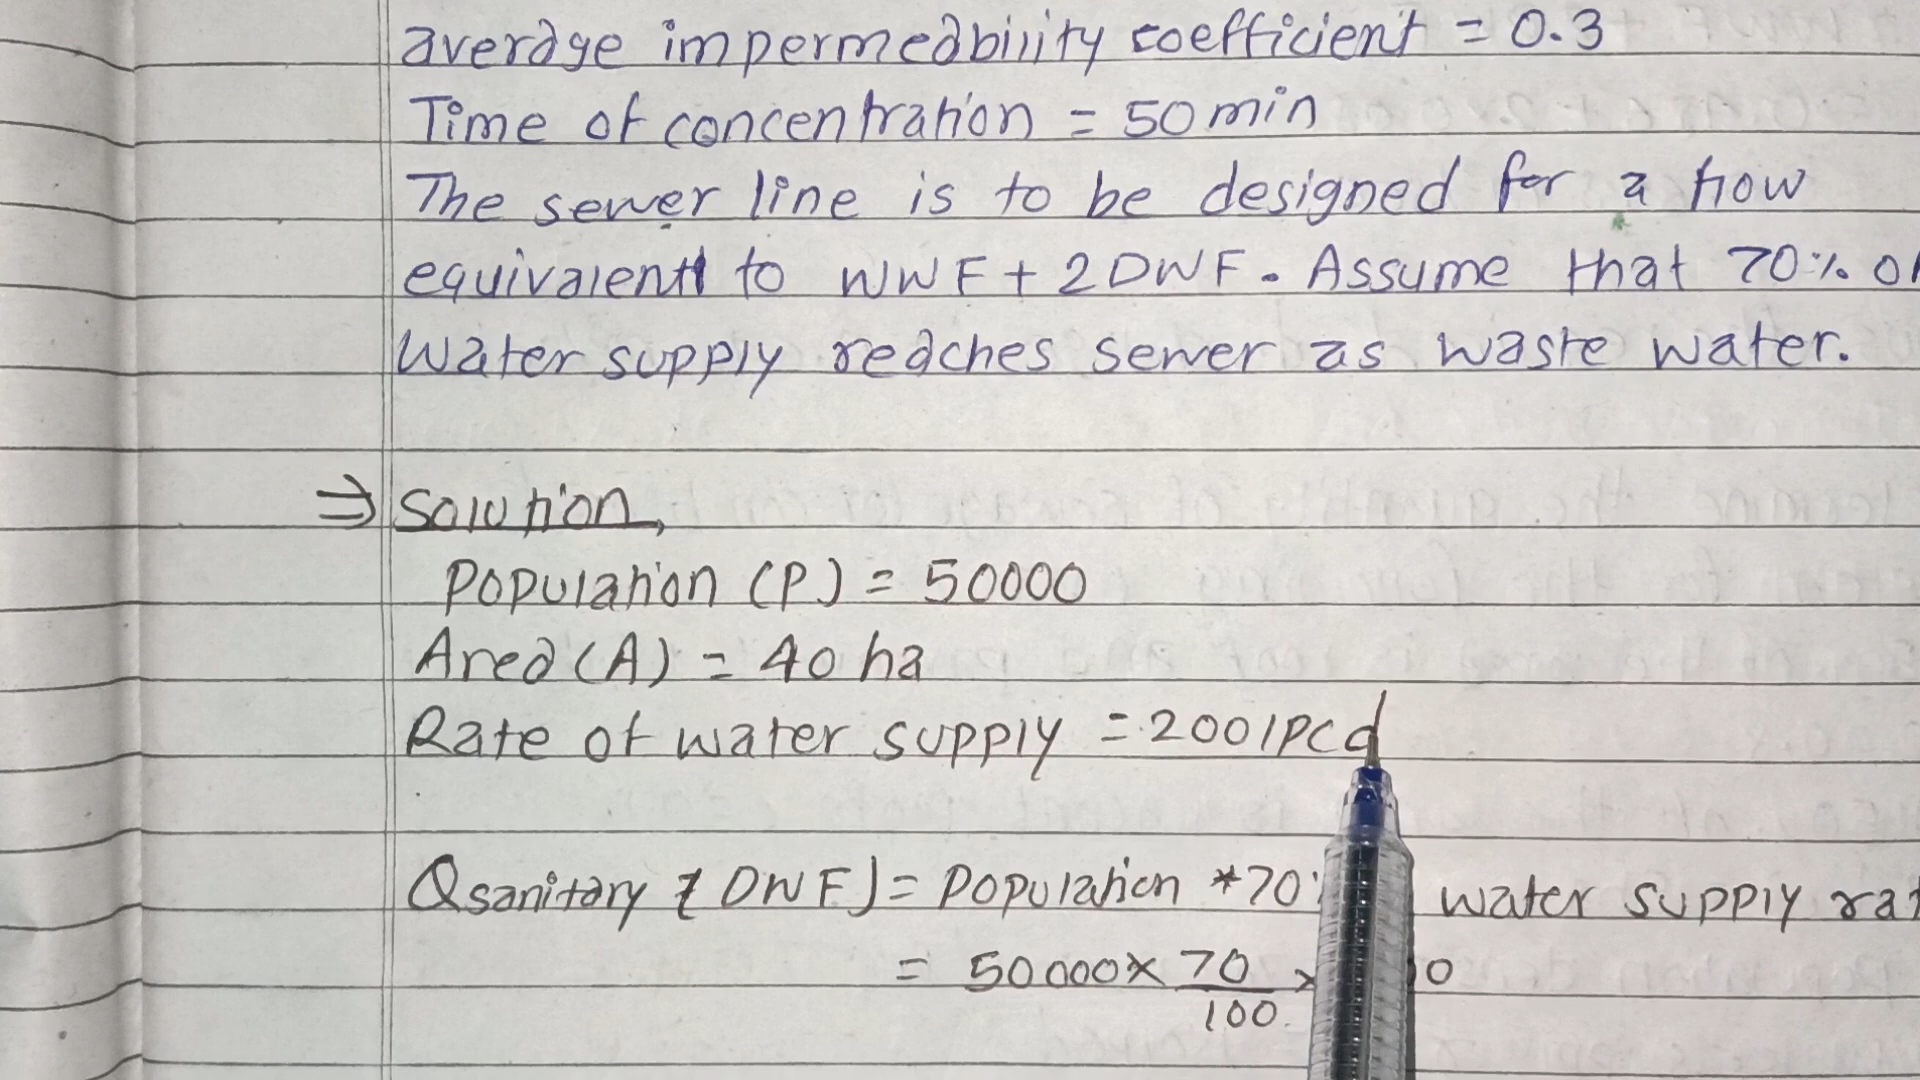 average impermeability coefficient = 0.3
Time of concentration = 50 min
The sewer line is to be designed for a flow
equivalent to WWF + 2DWF. Assume that 70% of
Water supply reaches sewer as waste water.
⇒ Solution,
Population (P) = 50000
Area (A) = 40 ha
Rate of water supply = 200 lpcd
Qsanitary (DWF) = Population * 70% water supply
= 50000 × 70/100 ×